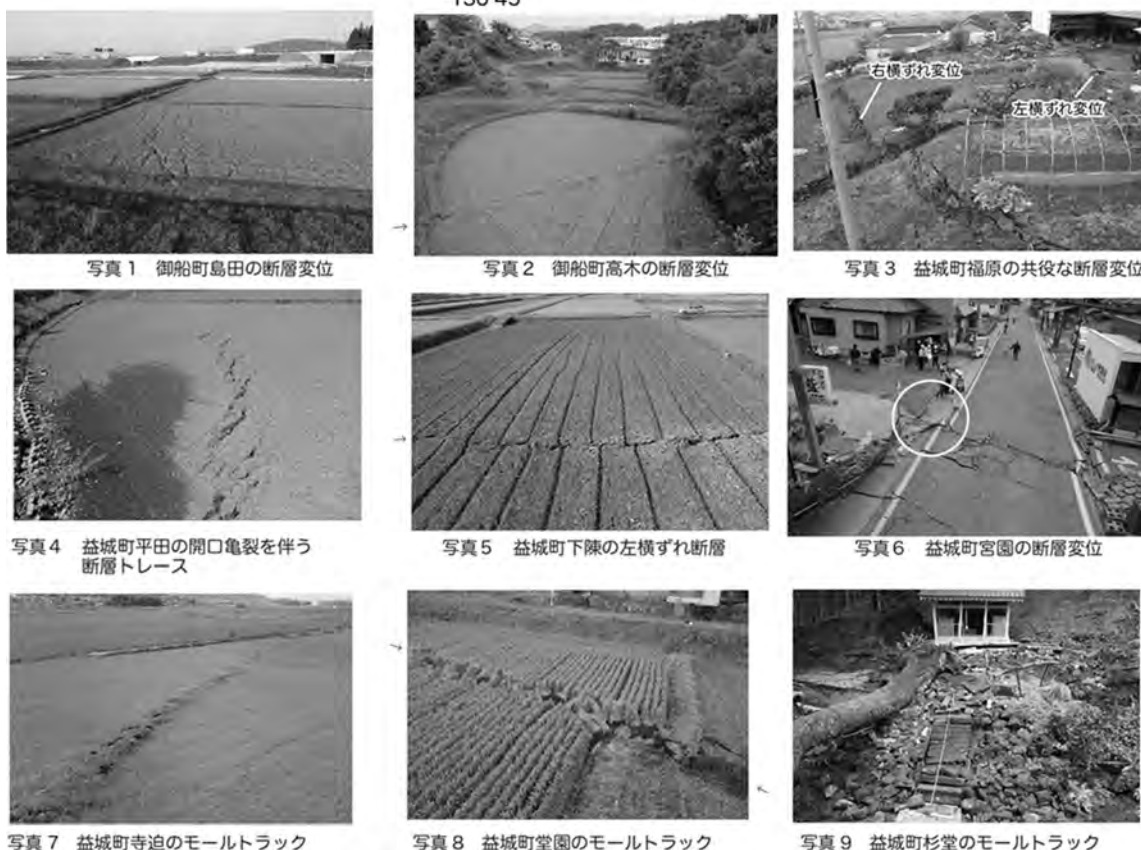 130°45'
右横ずれ変位
左横ずれ変位
→
写真1 御船町島田の断層変位
写真2 御船町高木の断層変位
写真3 益城町福原の共役な断層変位
→
写真4 益城町平田の開口亀裂を伴う
断層トレース
写真5 益城町下陳の左横ずれ断層
写真6 益城町宮園の断層変位
→
←
写真7 益城町寺迫のモールトラック
写真8 益城町堂園のモールトラック
写真9 益城町杉堂のモールトラック